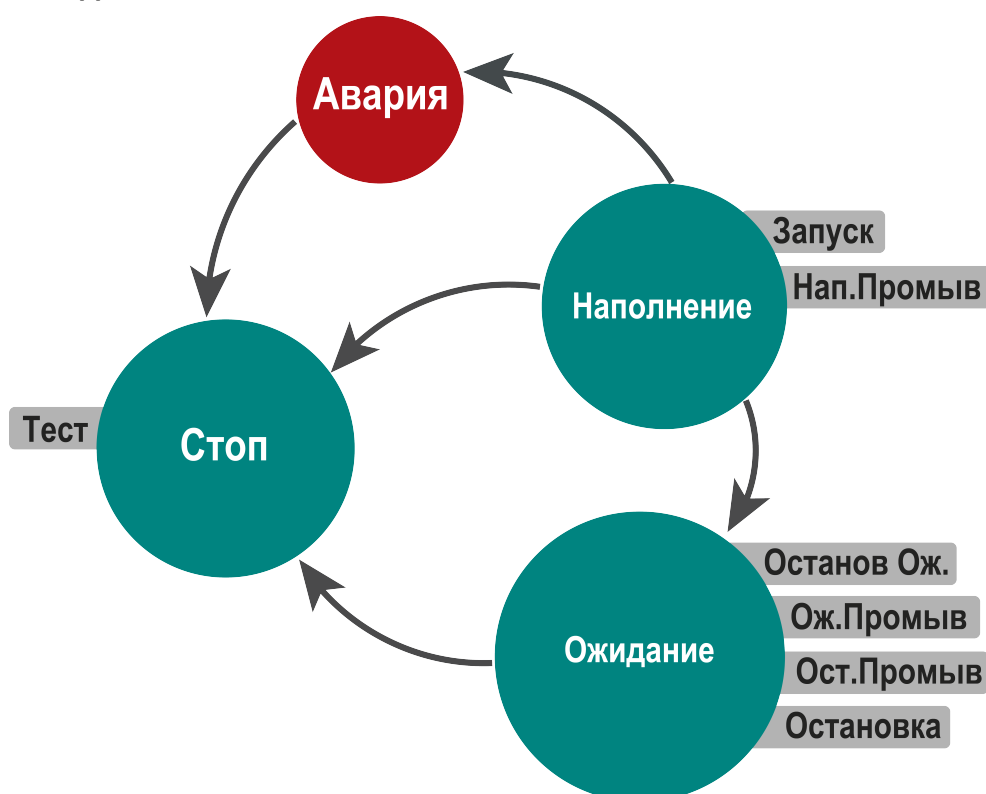 Авария
Запуск
Нап.Промыв
Наполнение
Тест
Стоп
Останов Ож.
Ож.Промыв
Ожидание
Ост.Промыв
Остановка